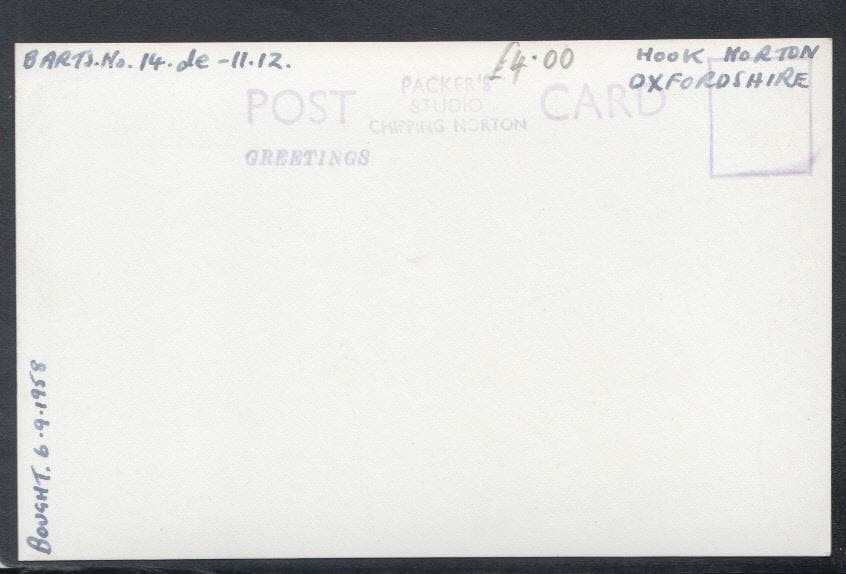 BARTS. No. 14. de -11.12.
£4.00
HOOK NORTON
OXFORDSHIRE
POST CARD
PACKER'S
STUDIO
CHIPPING NORTON
GREETINGS
BOUGHT. 6.9.1958